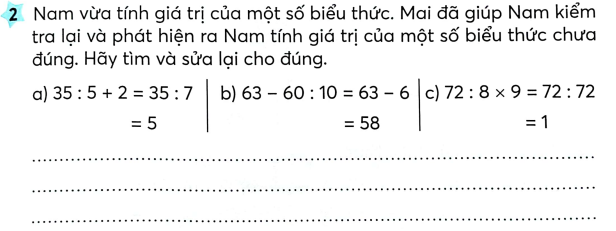 2 Nam vừa tính giá trị của một số biểu thức. Mai đã giúp Nam kiểm
tra lại và phát hiện ra Nam tính giá trị của một số biểu thức chưa
đúng. Hãy tìm và sửa lại cho đúng.
a) 35 : 5 + 2 = 35 : 7
= 5
b) 63 – 60 : 10 = 63 – 6
= 58
c) 72 : 8 × 9 = 72 : 72
= 1